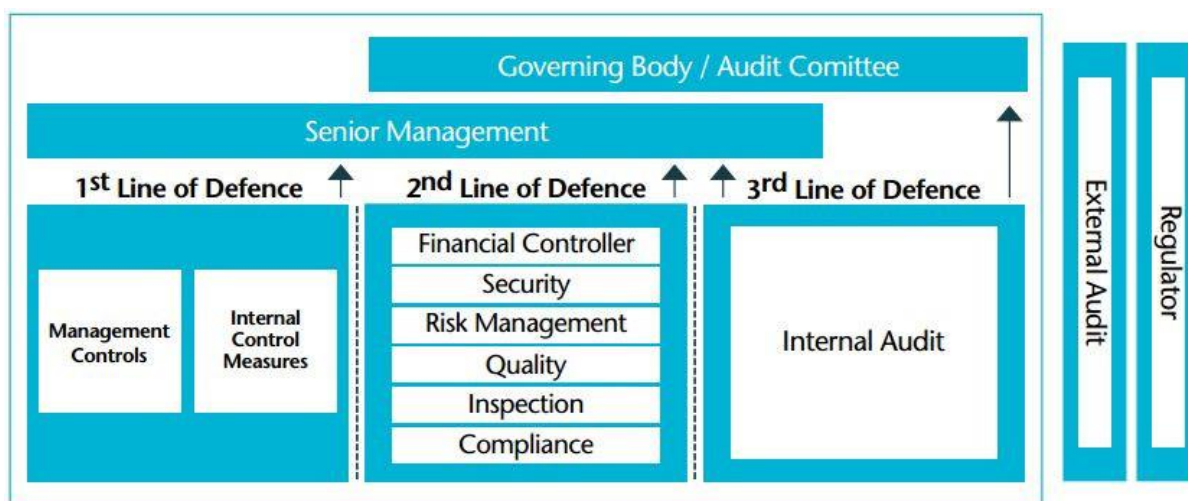 Governing Body / Audit Comittee
Senior Management
1st Line of Defence
2nd Line of Defence
3rd Line of Defence
Management
Controls
Internal
Control
Measures
Financial Controller
Security
Risk Management
Quality
Inspection
Compliance
Internal Audit
External Audit
Regulator